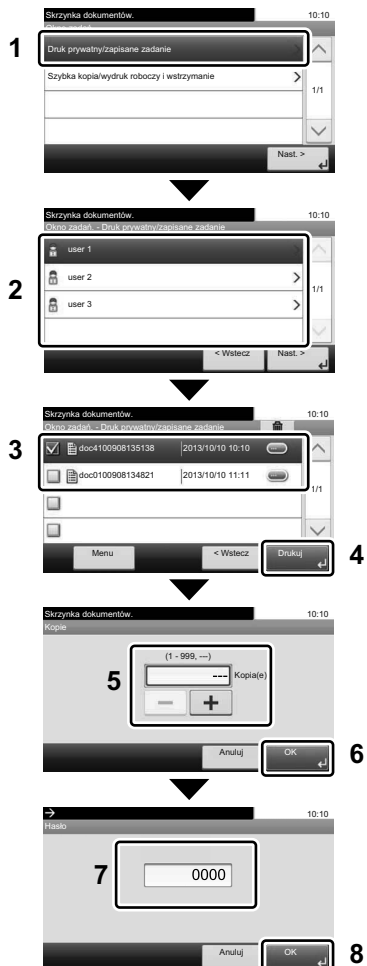 Skrzynka dokumentów. 10:10
Okno zadań.
1
Druk prywatny/zapisane zadanie
Szybka kopia/wydruk roboczy i wstrzymanie
1/1
Nast. >
Skrzynka dokumentów. 10:10
Okno zadań. - Druk prywatny/zapisane zadanie
2
user 1
user 2
user 3
1/1
< Wstecz Nast. >
Skrzynka dokumentów. 10:10
Okno zadań. - Druk prywatny/zapisane zadanie
3
doc4100908135138 2013/10/10 10:10
doc0100908134821 2013/10/10 11:11
1/1
Menu < Wstecz Drukuj 4
Skrzynka dokumentów. 10:10
Kopie
(1 - 999, ---)
5 --- Kopia(e)
− +
Anuluj OK 6
10:10
Hasło
7 0000
Anuluj OK 8